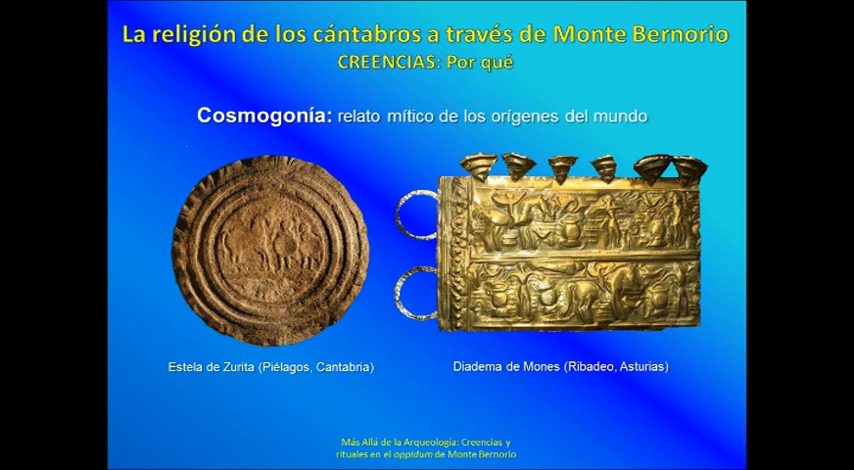 La religión de los cántabros a través de Monte Bernorio
CREENCIAS: Por qué
Cosmogonía: relato mítico de los orígenes del mundo
Estela de Zurita (Piélagos, Cantabria)
Diadema de Mones (Ribadeo, Asturias)
Más Allá de la Arqueología: Creencias y
rituales en el oppidum de Monte Bernorio